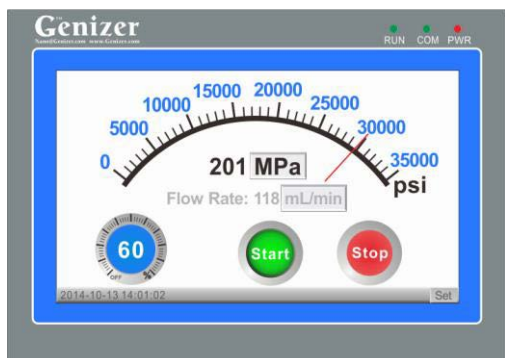 Genizer
RUN COM PWR
0
5000
10000
15000
20000
25000
30000
35000
psi
201 MPa
Flow Rate: 118 mL/min
60
OFF
Start
Stop
2014-10-13 14:01:02
Set